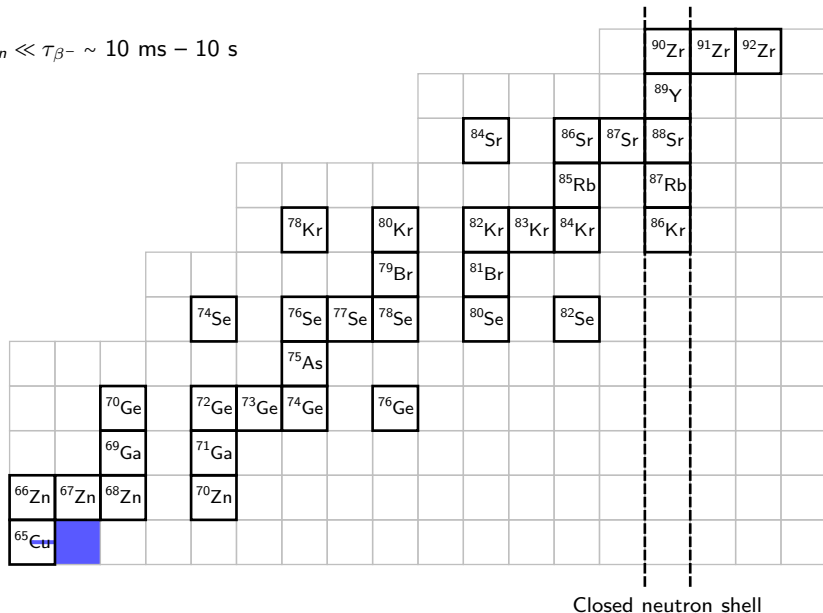 n ≪ τβ− ~ 10 ms – 10 s
⁹⁰Zr ⁹¹Zr ⁹²Zr
⁸⁹Y
⁸⁴Sr ⁸⁶Sr ⁸⁷Sr ⁸⁸Sr
⁸⁵Rb ⁸⁷Rb
⁷⁸Kr ⁸⁰Kr ⁸²Kr ⁸³Kr ⁸⁴Kr ⁸⁶Kr
⁷⁹Br ⁸¹Br
⁷⁴Se ⁷⁶Se ⁷⁷Se ⁷⁸Se ⁸⁰Se ⁸²Se
⁷⁵As
⁷⁰Ge ⁷²Ge ⁷³Ge ⁷⁴Ge ⁷⁶Ge
⁶⁹Ga ⁷¹Ga
⁶⁶Zn ⁶⁷Zn ⁶⁸Zn ⁷⁰Zn
⁶⁵Cu
Closed neutron shell